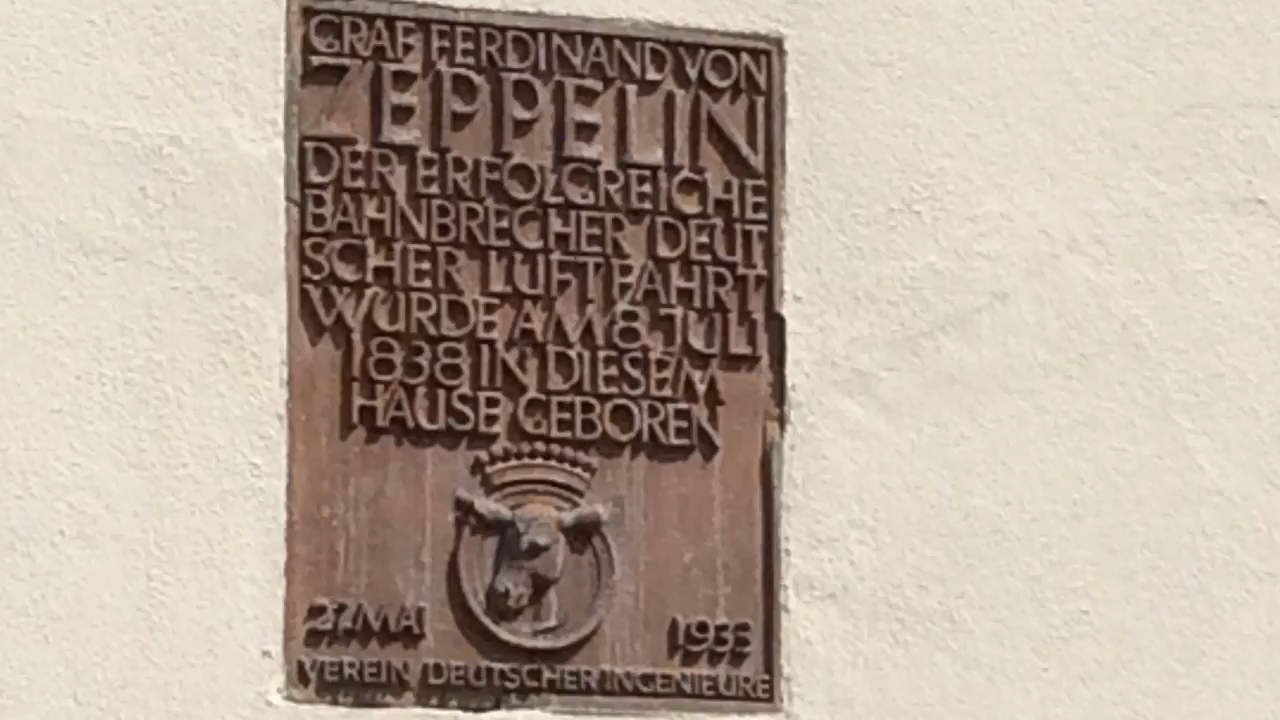 GRAF FERDINAND VON
ZEPPELIN
DER ERFOLGREICHE
BAHNBRECHER DEUT
SCHER LUFTFAHRT
WURDE AM 8 JULI
1838 IN DIESEM
HAUSE GEBOREN
27. MAI 1933
VEREIN DEUTSCHER INGENIEURE